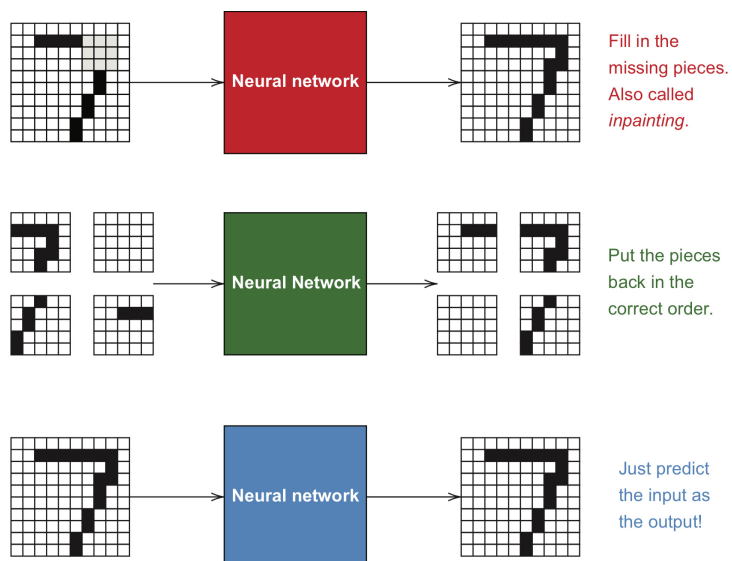 Neural network
Fill in the
missing pieces.
Also called
inpainting.
Neural Network
Put the pieces
back in the
correct order.
Neural network
Just predict
the input as
the output!